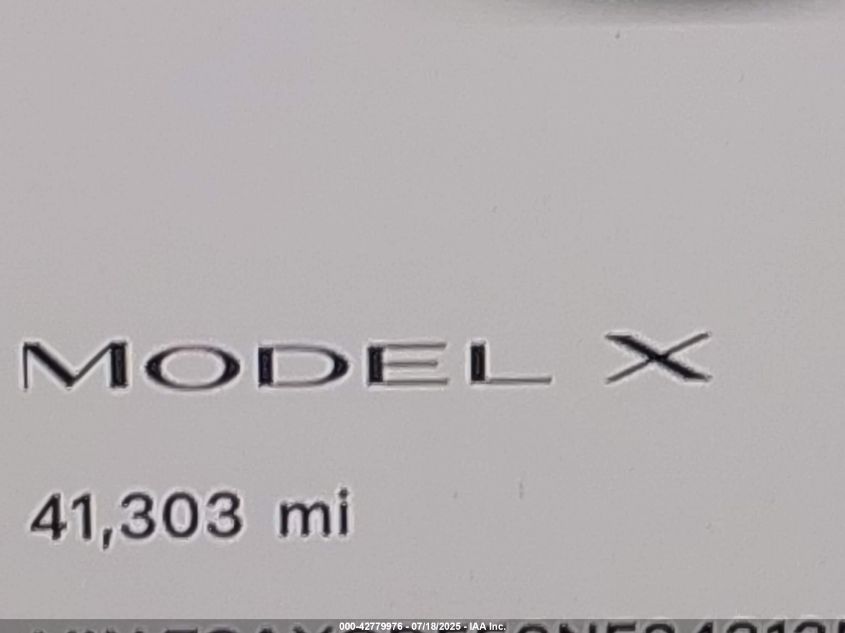 MODEL X
41,303 mi
000-42779976 - 07/18/2025 - IAA Inc.